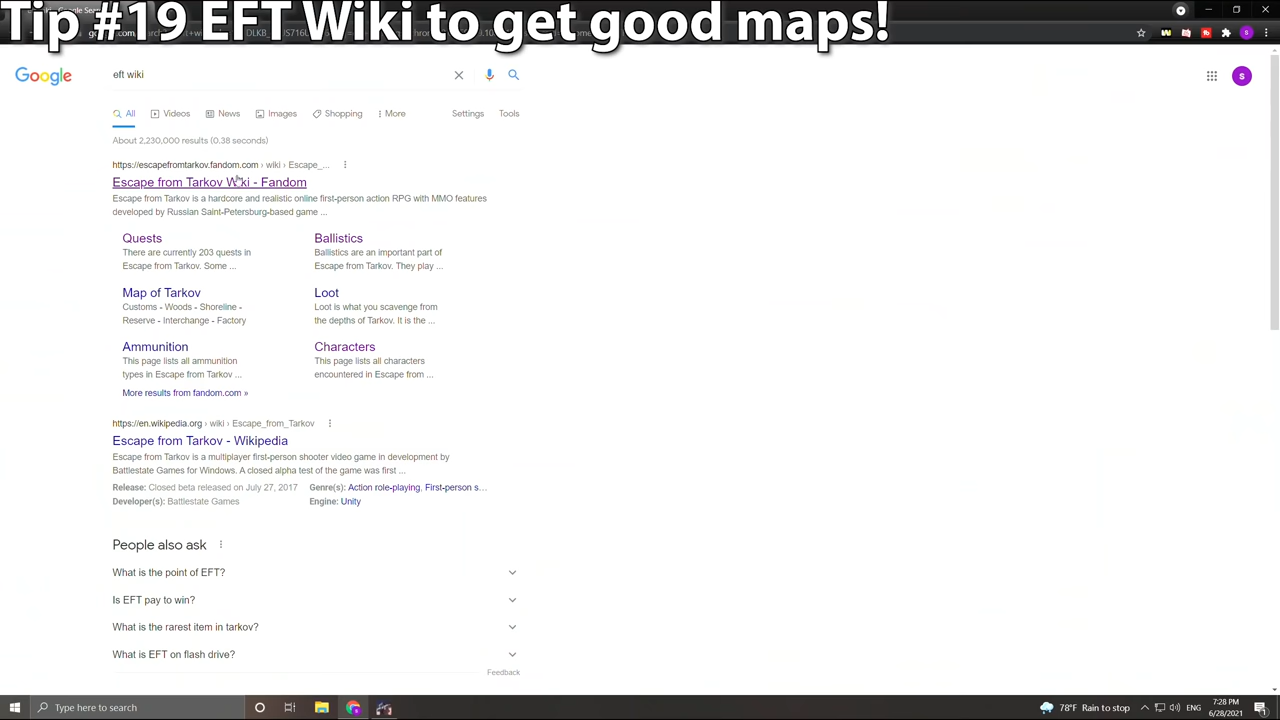 Tip #19 EFT Wiki to get good maps!
Google
eft wiki
All
Videos
News
Images
Shopping
More
Settings
Tools
About 2,230,000 results (0.38 seconds)
https://escapefromtarkov.fandom.com › wiki › Escape_...
Escape from Tarkov Wiki - Fandom
Escape from Tarkov is a hardcore and realistic online first-person action RPG with MMO features
developed by Russian Saint-Petersburg-based game ...
Quests
There are currently 203 quests in
Escape from Tarkov. Some ...
Ballistics
Ballistics are an important part of
Escape from Tarkov. They play ...
Map of Tarkov
Customs - Woods - Shoreline -
Reserve - Interchange - Factory
Loot
Loot is what you scavenge from
the depths of Tarkov. It is the ...
Ammunition
This page lists all ammunition
types in Escape from Tarkov ...
Characters
This page lists all characters
encountered in Escape from ...
More results from fandom.com »
https://en.wikipedia.org › wiki › Escape_from_Tarkov
Escape from Tarkov - Wikipedia
Escape from Tarkov is a multiplayer first-person shooter video game in development by
Battlestate Games for Windows. A closed alpha test of the game was first ...
Release: Closed beta released on July 27, 2017
Genre(s): Action role-playing, First-person s...
Developer(s): Battlestate Games
Engine: Unity
People also ask
What is the point of EFT?
Is EFT pay to win?
What is the rarest item in tarkov?
What is EFT on flash drive?
Feedback
Type here to search
78°F Rain to stop
7:28 PM
6/28/2021